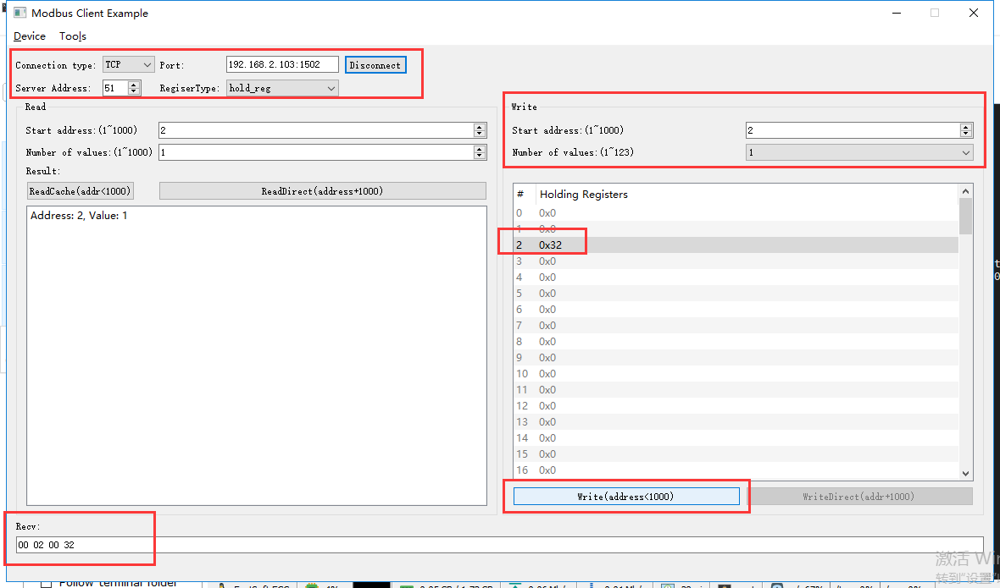 Modbus Client Example
Device Tools
Connection type: TCP Port: 192.168.2.103:1502 Disconnect
Server Address: 51 RegiserType: hold_reg
Read
Start address:(1~1000) 2
Number of values:(1~1000) 1
Result:
ReadCache(addr<1000) ReadDirect(address+1000)
Address: 2, Value: 1
Write
Start address:(1~1000) 2
Number of values:(1~123) 1
# Holding Registers
0 0x0
1 0x0
2 0x32
3 0x0
4 0x0
5 0x0
6 0x0
7 0x0
8 0x0
9 0x0
10 0x0
11 0x0
12 0x0
13 0x0
14 0x0
15 0x0
16 0x0
Write(address<1000) WriteDirect(addr+1000)
Recv:
00 02 00 32
激活 Win
转到"设置"
Follow terminal folder